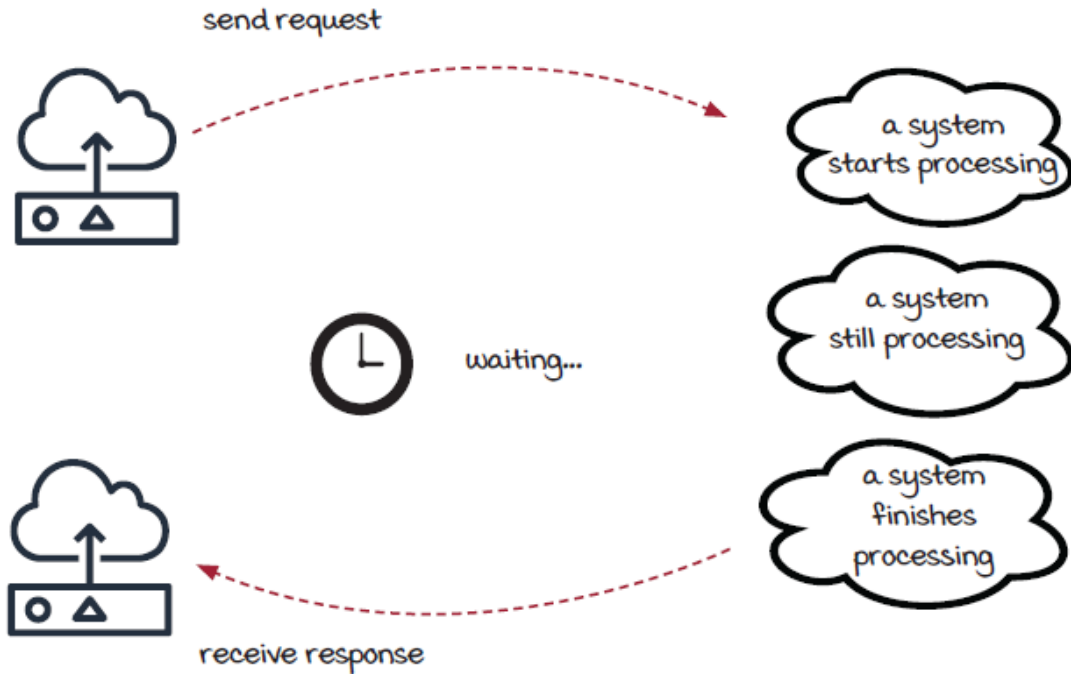 send request
a system
starts processing
a system
still processing
waiting...
a system
finishes
processing
receive response